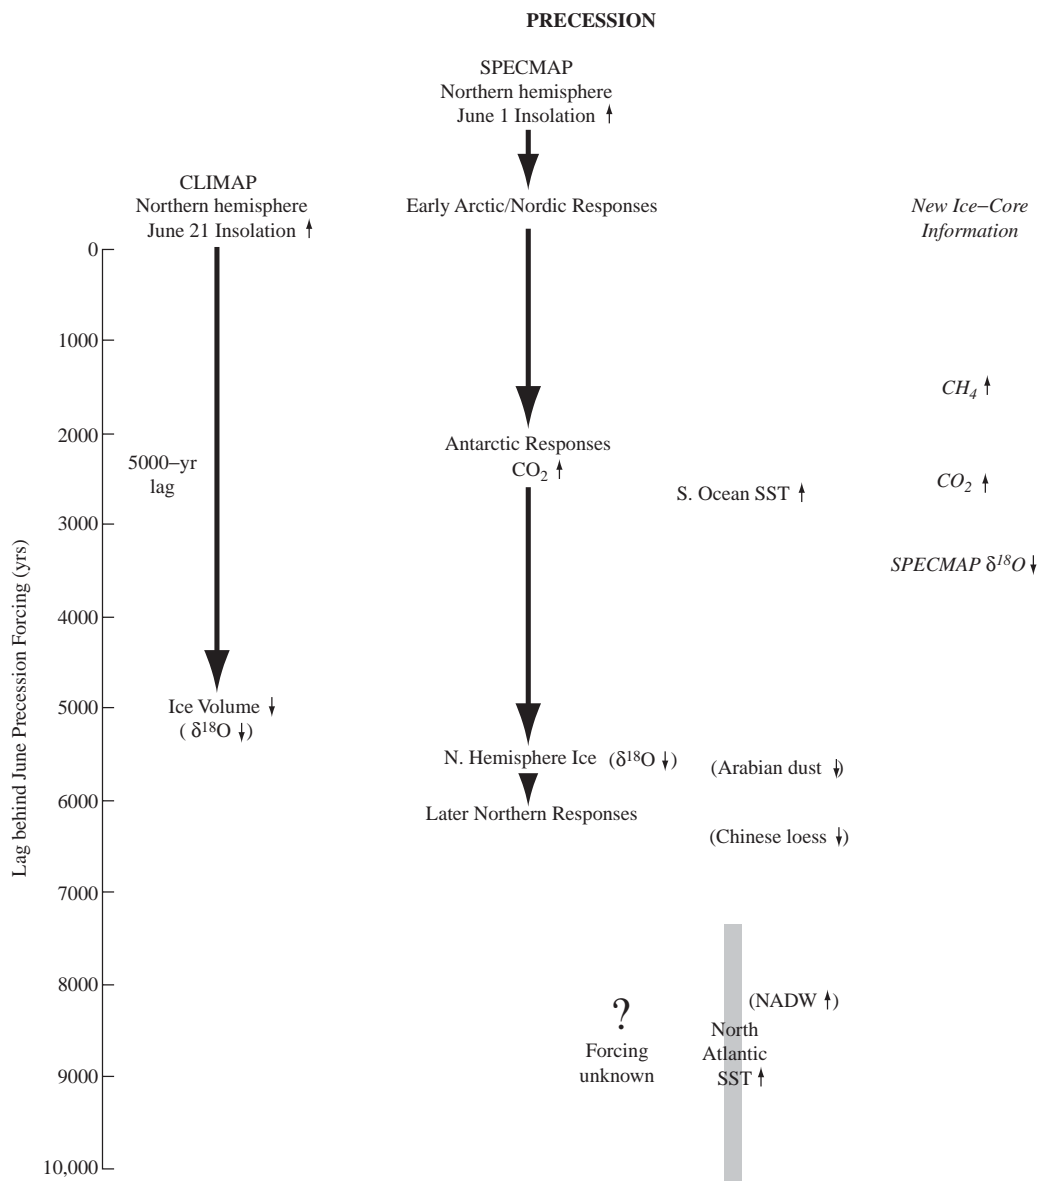 PRECESSION
SPECMAP
Northern hemisphere
June 1 Insolation ↑
CLIMAP
Northern hemisphere
June 21 Insolation ↑
Early Arctic/Nordic Responses
New Ice–Core
Information
0
1000
CH₄ ↑
2000
Antarctic Responses
CO₂ ↑
5000–yr
lag
S. Ocean SST ↑
CO₂ ↑
3000
SPECMAP δ¹⁸O ↓
4000
Lag behind June Precession Forcing (yrs)
5000
Ice Volume ↓
( δ¹⁸O ↓)
N. Hemisphere Ice (δ¹⁸O ↓)
(Arabian dust ↓)
6000
Later Northern Responses
(Chinese loess ↓)
7000
8000
(NADW ↑)
?
Forcing
unknown
North
Atlantic
SST ↑
9000
10,000